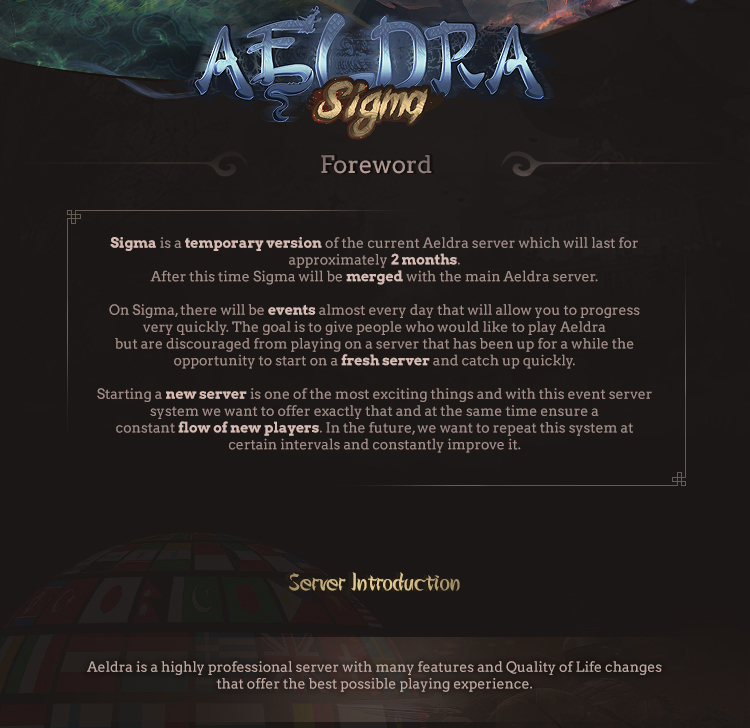 AELDRA
Sigma
Foreword
Sigma is a temporary version of the current Aeldra server which will last for
approximately 2 months.
After this time Sigma will be merged with the main Aeldra server.
On Sigma, there will be events almost every day that will allow you to progress
very quickly. The goal is to give people who would like to play Aeldra
but are discouraged from playing on a server that has been up for a while the
opportunity to start on a fresh server and catch up quickly.
Starting a new server is one of the most exciting things and with this event server
system we want to offer exactly that and at the same time ensure a
constant flow of new players. In the future, we want to repeat this system at
certain intervals and constantly improve it.
Server Introduction
Aeldra is a highly professional server with many features and Quality of Life changes
that offer the best possible playing experience.